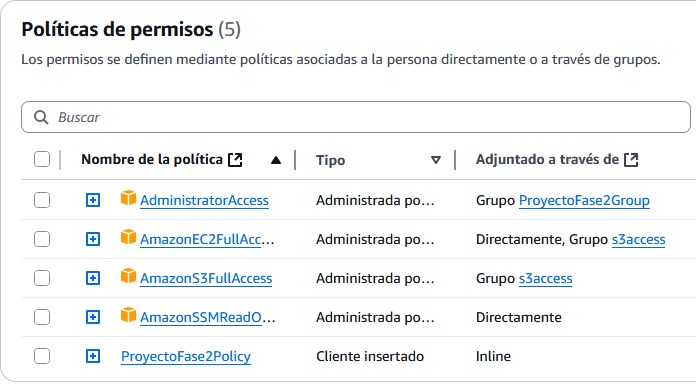 Políticas de permisos (5)
Los permisos se definen mediante políticas asociadas a la persona directamente o a través de grupos.
Buscar
Nombre de la política Tipo Adjuntado a través de
AdministratorAccess Administrada po... Grupo ProyectoFase2Group
AmazonEC2FullAcc... Administrada po... Directamente, Grupo s3access
AmazonS3FullAccess Administrada po... Grupo s3access
AmazonSSMReadO... Administrada po... Directamente
ProyectoFase2Policy Cliente insertado Inline